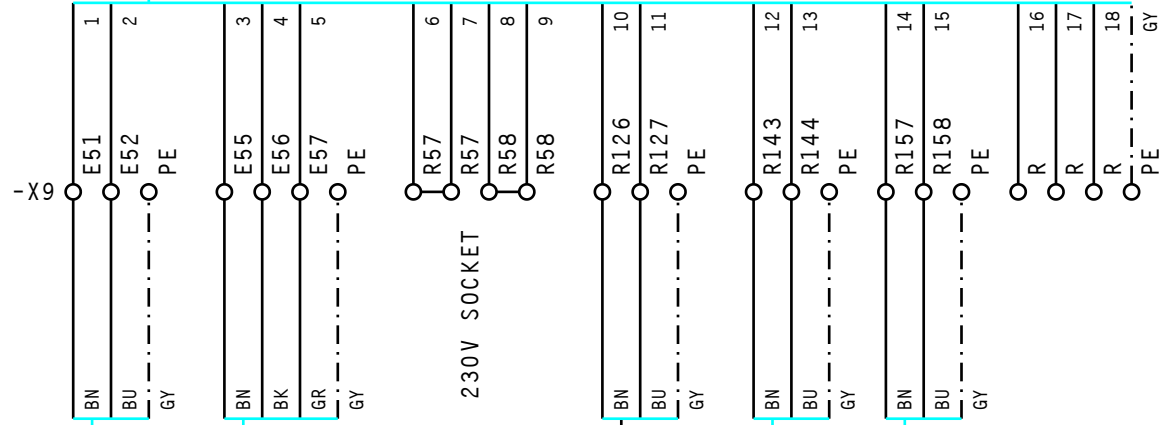 1 2 3 4 5 6 7 8 9 10 11 12 13 14 15 16 17 18 GY
-X9 E51 E52 PE E55 E56 E57 PE R57 R57 R58 R58 R126 R127 PE R143 R144 PE R157 R158 PE R R R PE
230V SOCKET
BN BU GY BN BK GR GY BN BU GY BN BU GY BN BU GY